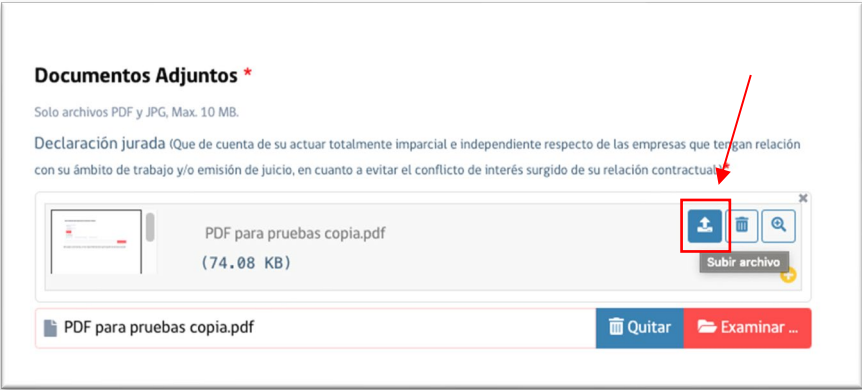 Documentos Adjuntos *
Solo archivos PDF y JPG, Max. 10 MB.
Declaración jurada (Que de cuenta de su actuar totalmente imparcial e independiente respecto de las empresas que tengan relación
con su ámbito de trabajo y/o emisión de juicio, en cuanto a evitar el conflicto de interés surgido de su relación contractual) *
PDF para pruebas copia.pdf
(74.08 KB)
Subir archivo
PDF para pruebas copia.pdf
Quitar
Examinar ...